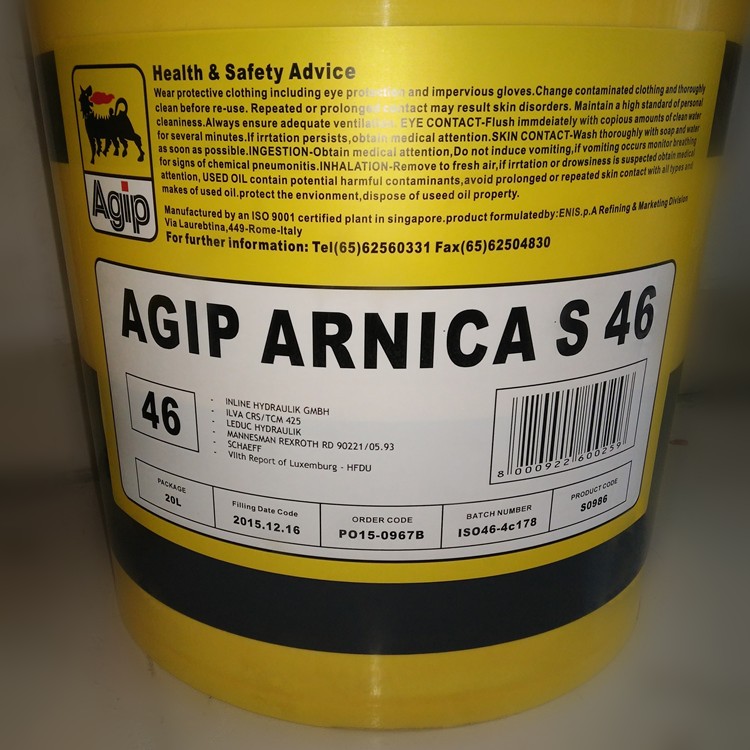 Agip
Health & Safety Advice
Wear protective clothing including eye protection and impervious gloves.Change contaminated clothing and thoroughly
clean before re-use. Repeated or prolonged contact may result skin disorders. Maintain a high standard of personal
cleaniness.Always ensure adequate ventilation. EYE CONTACT-Flush immdeiately with copious amounts of clean water
for several minutes.If irritation persists,obtain medical attention.SKIN CONTACT-Wash thoroughly with soap and water
as soon as possible.INGESTION-Obtain medical attention,Do not induce vomiting,if vomiting occurs monitor breathing
for signs of chemical pneumonitis.INHALATION-Remove to fresh air,if irrtation or drowsiness is suspected obtain medical
attention, USED OIL contain potential harmful contaminants,avoid prolonged or repeated skin contact with all types and
makes of used oil.protect the envionment,dispose of useed oil property.
Manufactured by an ISO 9001 certified plant in singapore.product formulatedby:ENIS.p.A Refining & Marketing Division
Via Laurebtina,449-Rome-Italy
For further information: Tel(65)62560331 Fax(65)62504830
AGIP ARNICA S 46
46
- INLINE HYDRAULIK GMBH
- ILVA CRS/TCM 425
- LEDUC HYDRAULIK
- MANNESMAN REXROTH RD 90221/05.93
- SCHAEFF
- VIIth Report of Luxemburg - HFDU
8 000922 600259
PACKAGE
20L
Filling Date Code
2015.12.16
ORDER CODE
PO15-0967B
BATCH NUMBER
ISO46-4c178
PRODUCT CODE
S0986